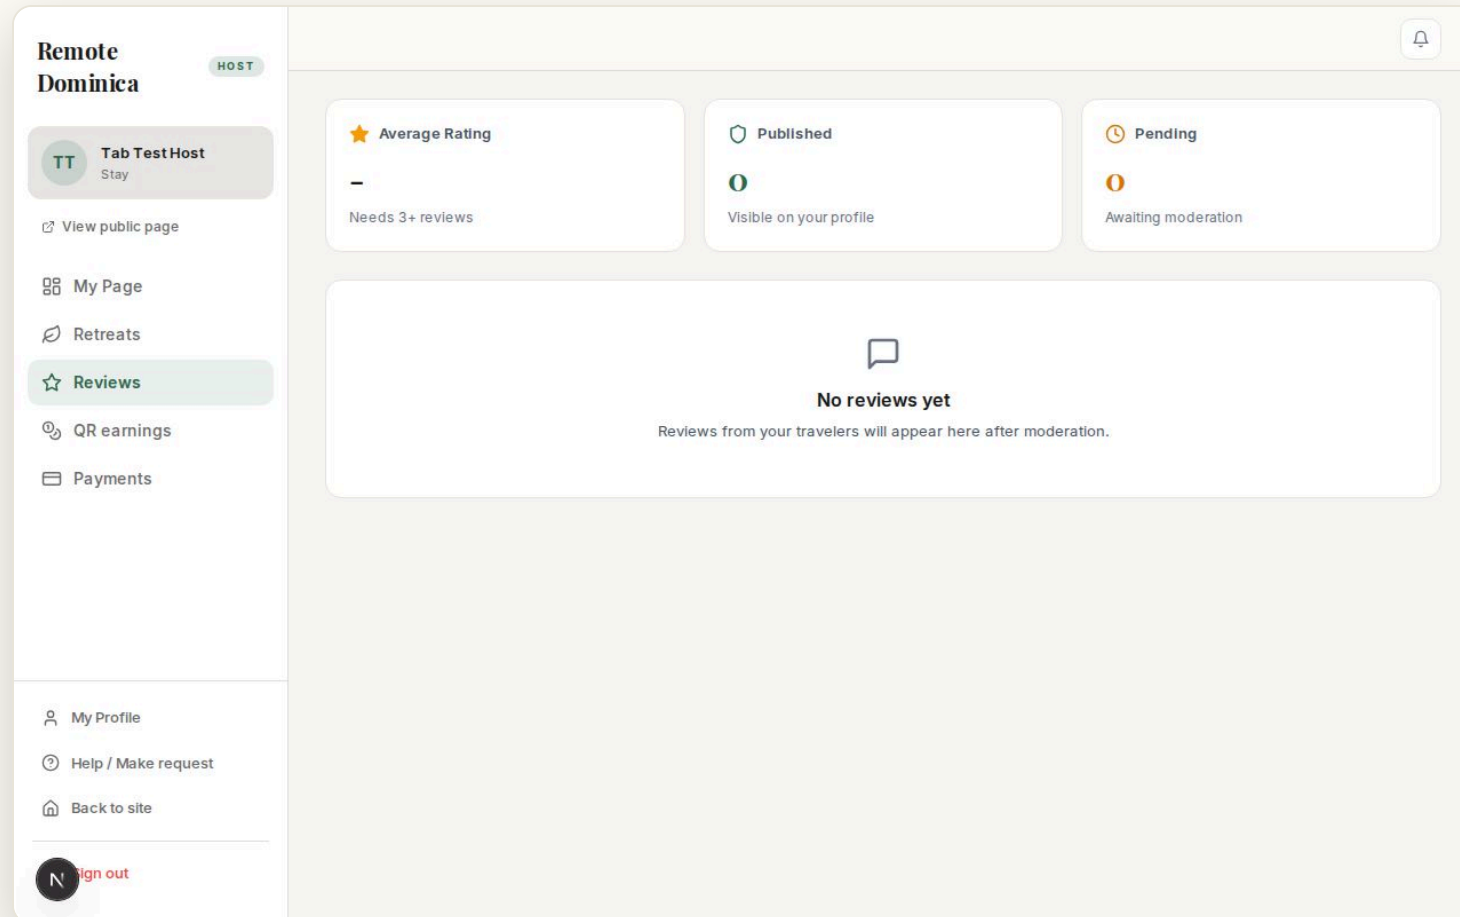 Remote
Dominica
HOST
TT
Tab Test Host
Stay
View public page
My Page
Retreats
Reviews
QR earnings
Payments
My Profile
Help / Make request
Back to site
Sign out
N
Average Rating
–
Needs 3+ reviews
Published
0
Visible on your profile
Pending
0
Awaiting moderation
No reviews yet
Reviews from your travelers will appear here after moderation.